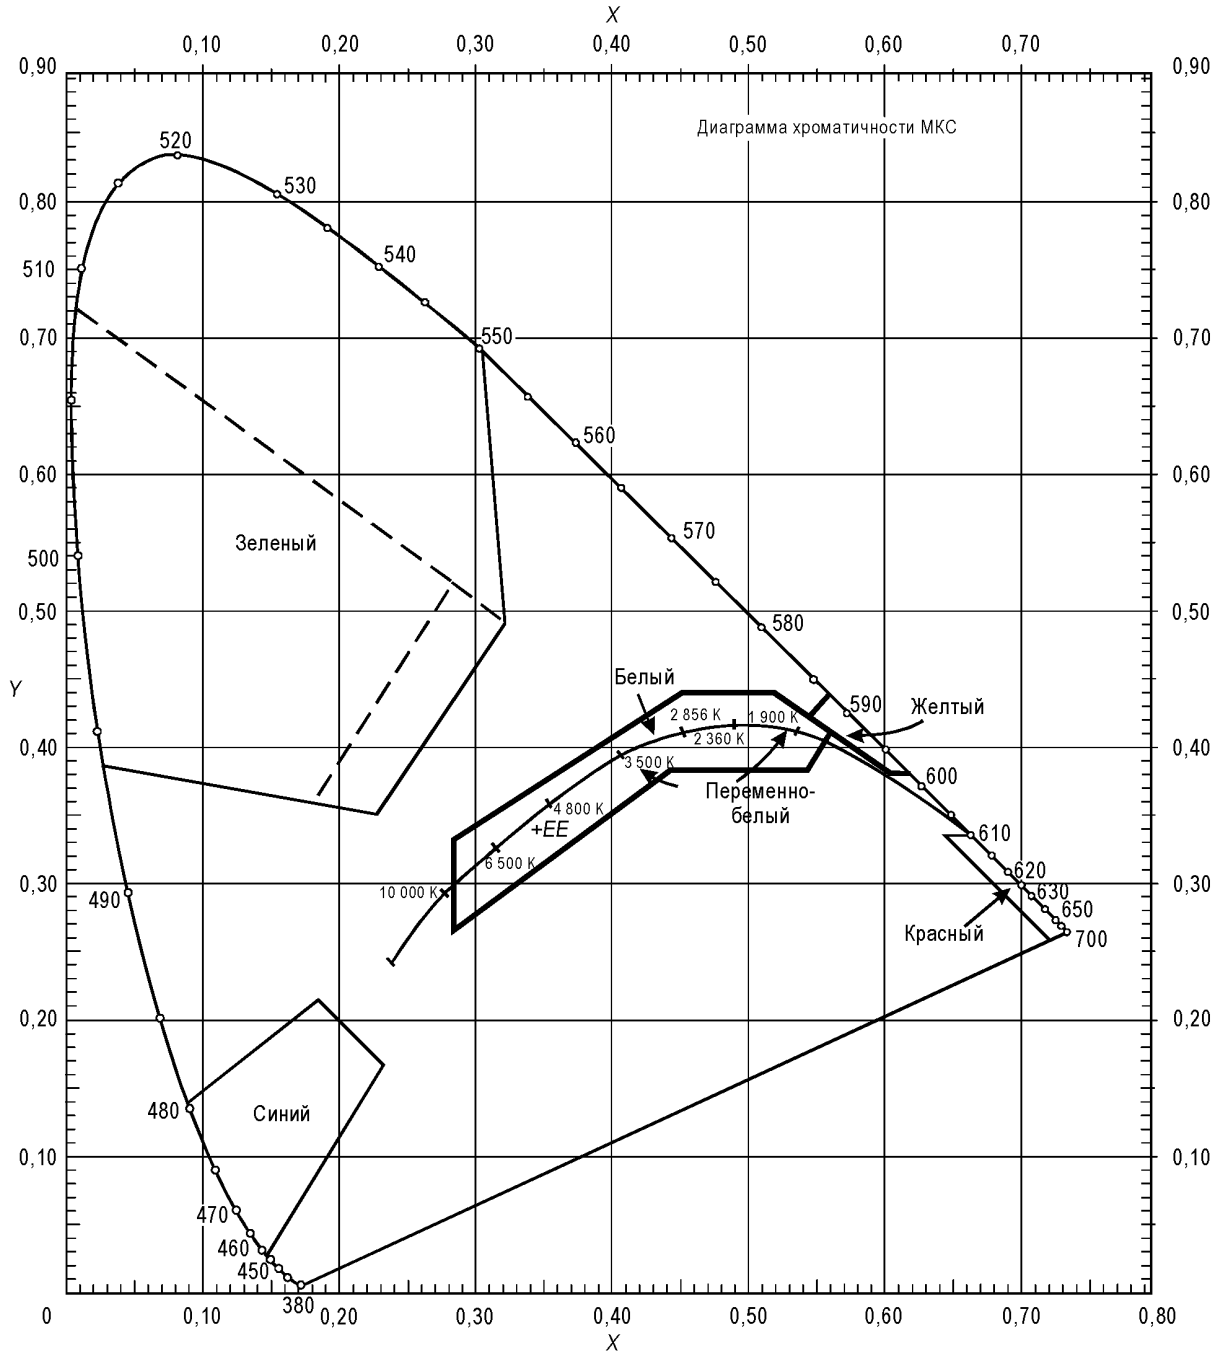 X
0,10 0,20 0,30 0,40 0,50 0,60 0,70
0,90 0,90
Диаграмма хроматичности МКС
520
530
0,80 0,80
540
510
550
0,70 0,70
560
0,60 0,60
570
Зеленый
500
0,50 0,50
580
Белый
Y
590
Желтый
2 856 K 1 900 K
2 360 K
0,40 0,40
3 500 K
600
Переменно-
белый
4 800 K
+EE
610
6 500 K
620
10 000 K
0,30 0,30
630
490
650
Красный
700
0,20 0,20
480
Синий
0,10 0,10
470
460
450
380
0 0,10 0,20 0,30 0,40 0,50 0,60 0,70 0,80
X